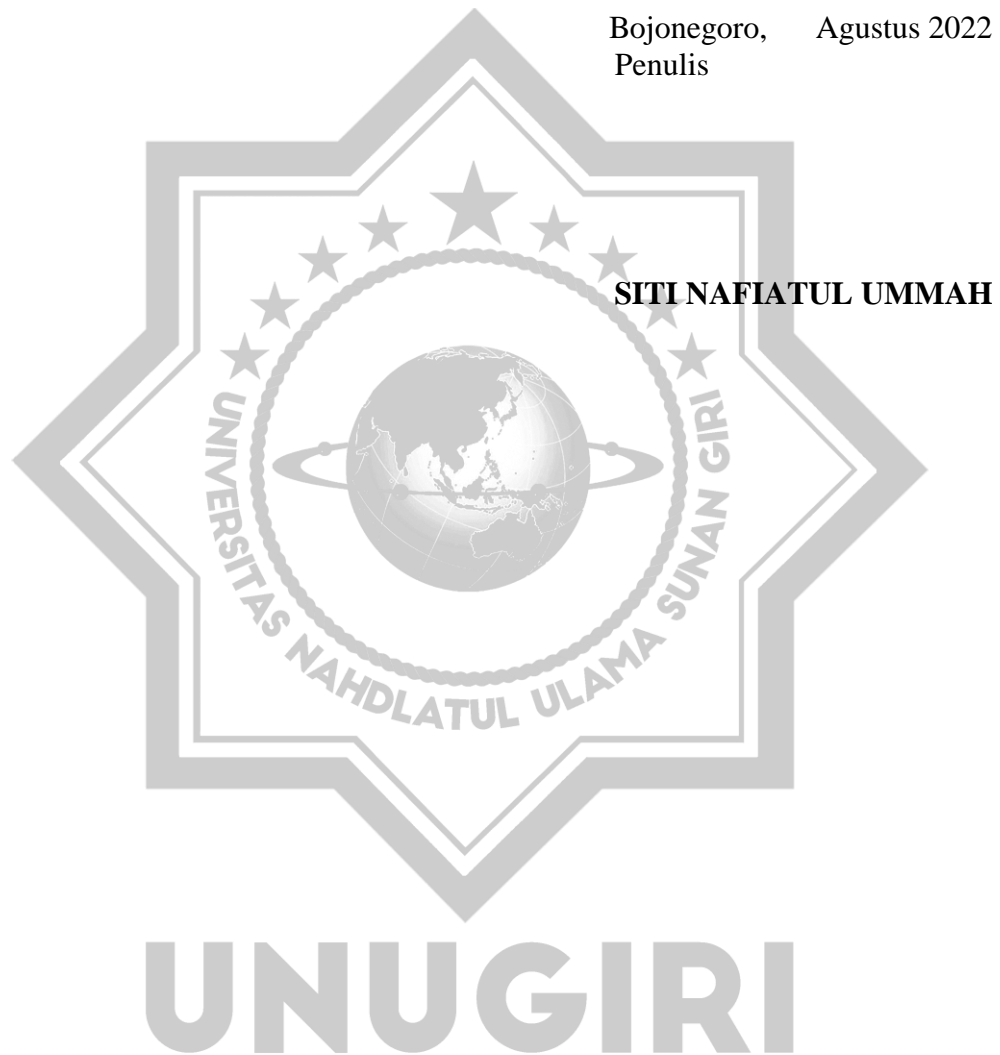 Bojonegoro, Agustus 2022
Penulis
SITI NAFIATUL UMMAH
UNIVERSITAS NAHDLATUL ULAMA SUNAN GIRI
UNUGIRI